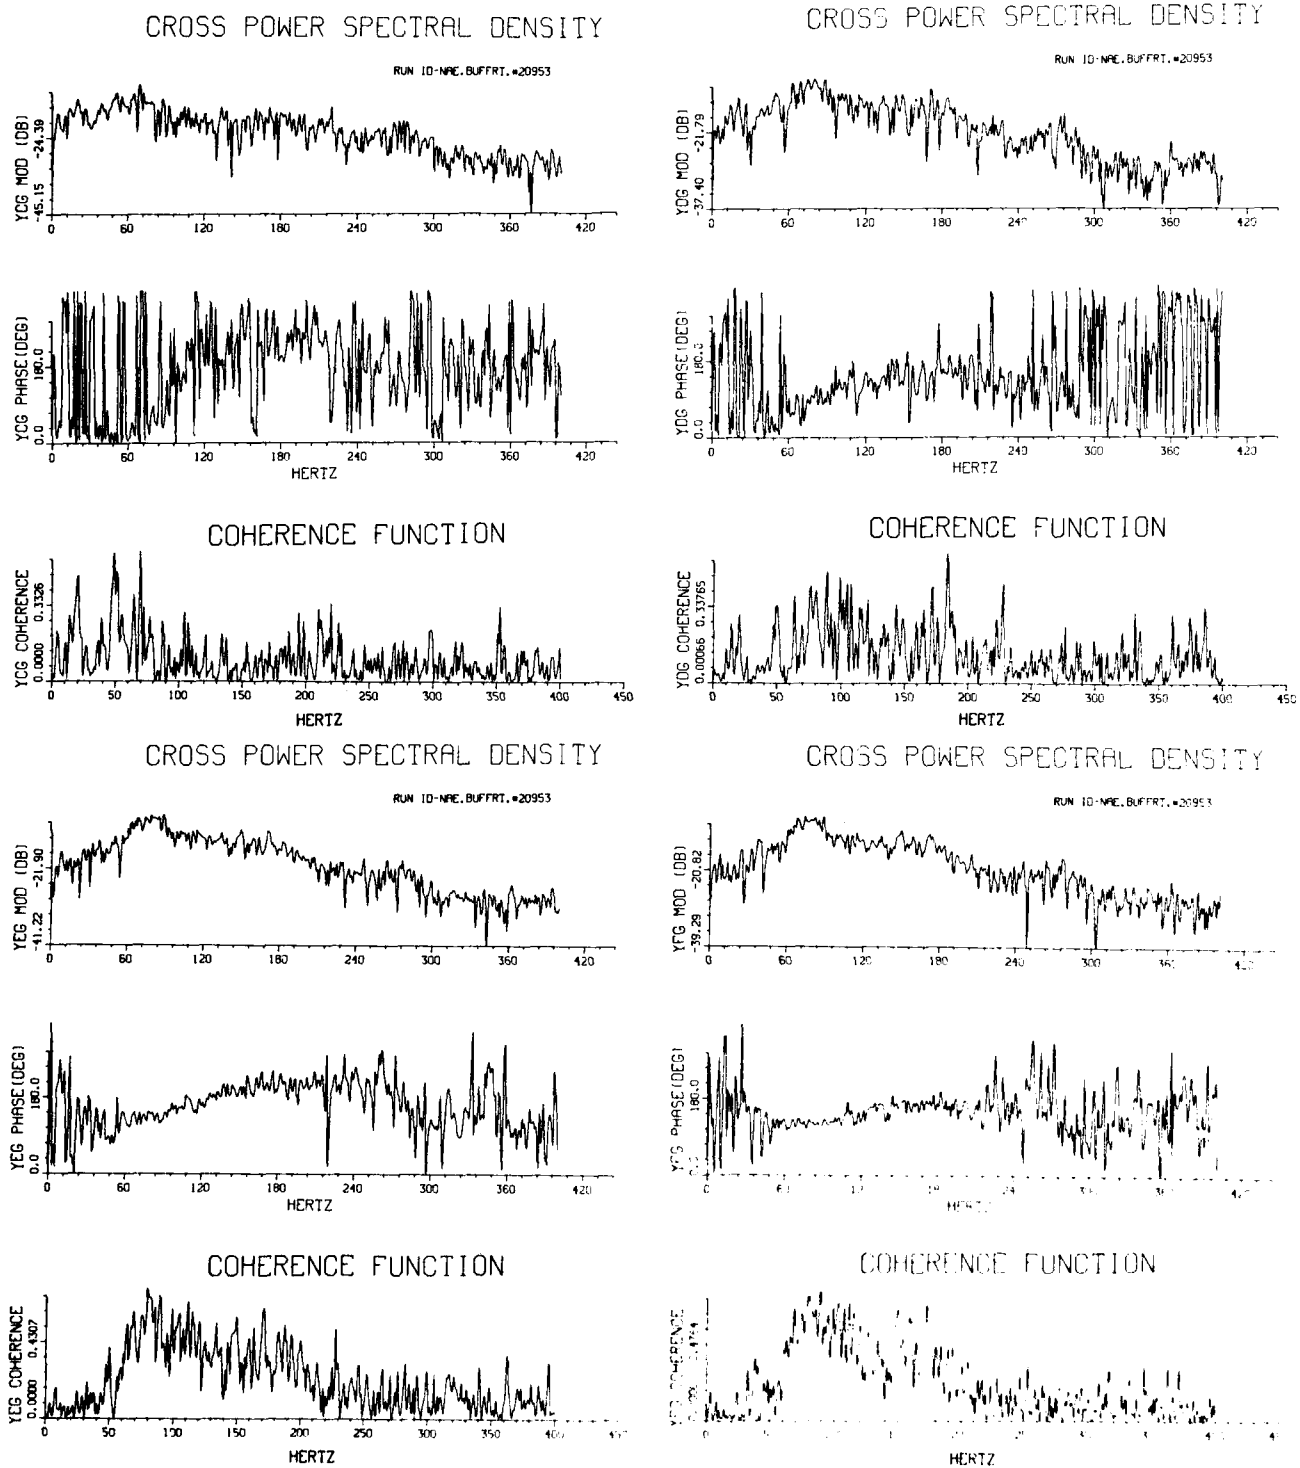 CROSS POWER SPECTRAL DENSITY
RUN ID-NAE.BUFFRT.#20953
YCG MOD (DB)
-24.39
-45.15
0 60 120 180 240 300 360 420
YCG PHASE(DEG)
180.0
0.0
0 60 120 180 240 300 360 420
HERTZ
COHERENCE FUNCTION
YCG COHERENCE
0.3326
0.0000
0 50 100 150 200 250 300 350 400 450
HERTZ
CROSS POWER SPECTRAL DENSITY
RUN ID-NAE.BUFFRT.#20953
YDG MOD (DB)
-21.79
-37.40
0 60 120 180 240 300 360 420
YDG PHASE(DEG)
180.0
0.0
0 60 120 180 240 300 360 420
HERTZ
COHERENCE FUNCTION
YDG COHERENCE
0.33765
0.00066
0 50 100 150 200 250 300 350 400 450
HERTZ
CROSS POWER SPECTRAL DENSITY
RUN ID-NAE.BUFFRT.#20953
YEG MOD (DB)
-21.90
-41.22
0 60 120 180 240 300 360 420
YEG PHASE(DEG)
180.0
0.0
0 60 120 180 240 300 360 420
HERTZ
COHERENCE FUNCTION
YEG COHERENCE
0.4307
0.0000
0 50 100 150 200 250 300 350 400
HERTZ
CROSS POWER SPECTRAL DENSITY
RUN ID-NAE.BUFFRT.#20953
YFG MOD (DB)
-20.82
-39.29
0 60 120 180 240 300 360
PHASE(DEG)
180.0
0
HERTZ
COHERENCE FUNCTION
COHERENCE
HERTZ